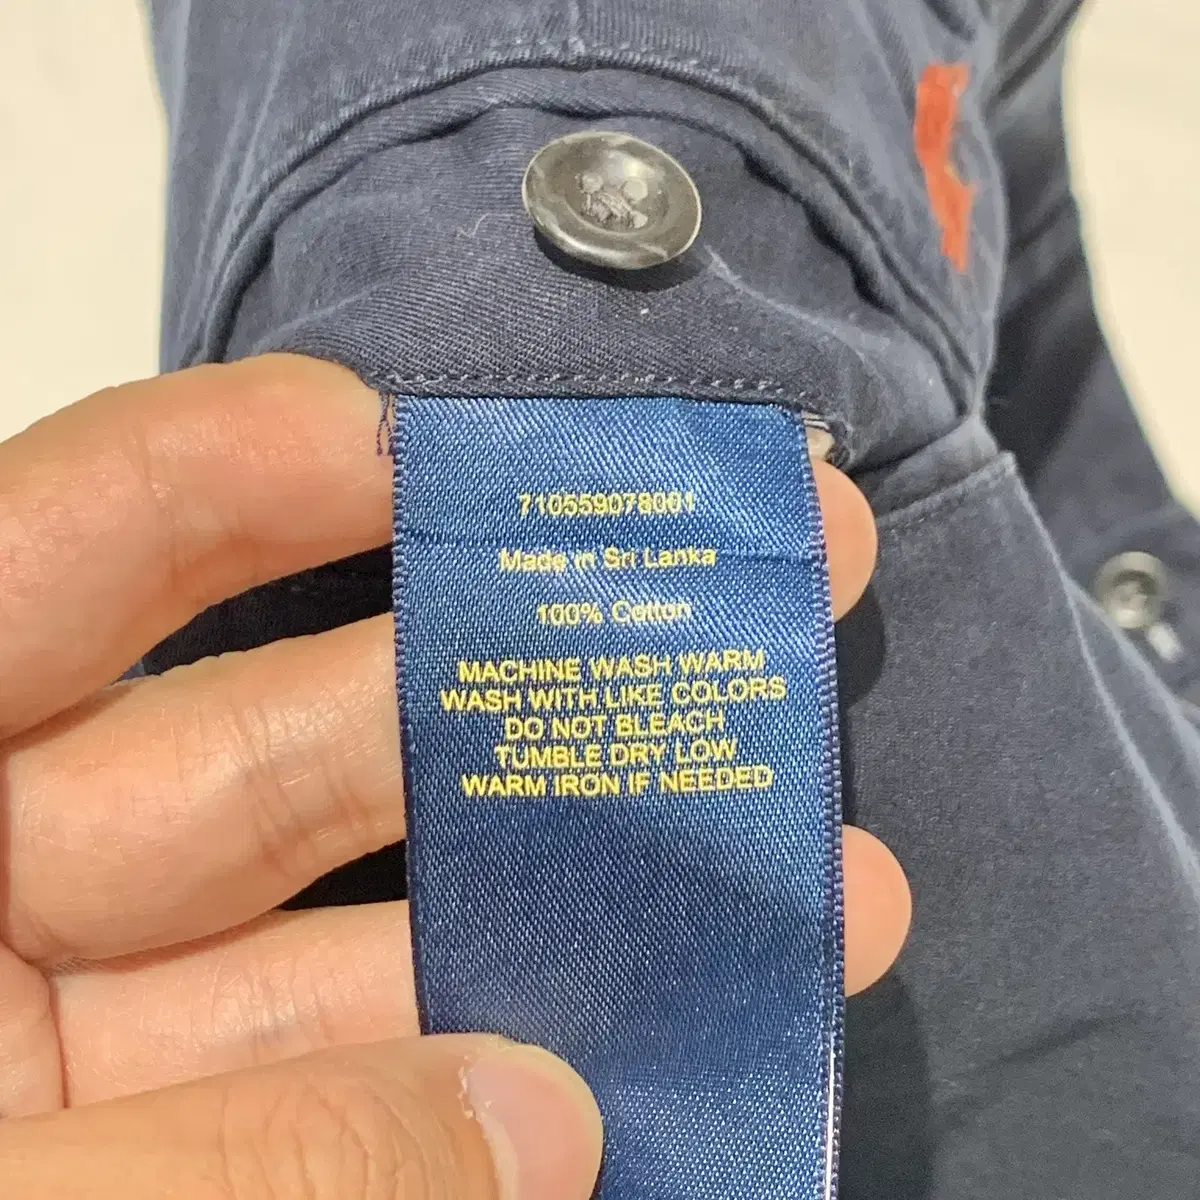 710559078001
Made in Sri Lanka
100% Cotton
MACHINE WASH WARM
WASH WITH LIKE COLORS
DO NOT BLEACH
TUMBLE DRY LOW
WARM IRON IF NEEDED